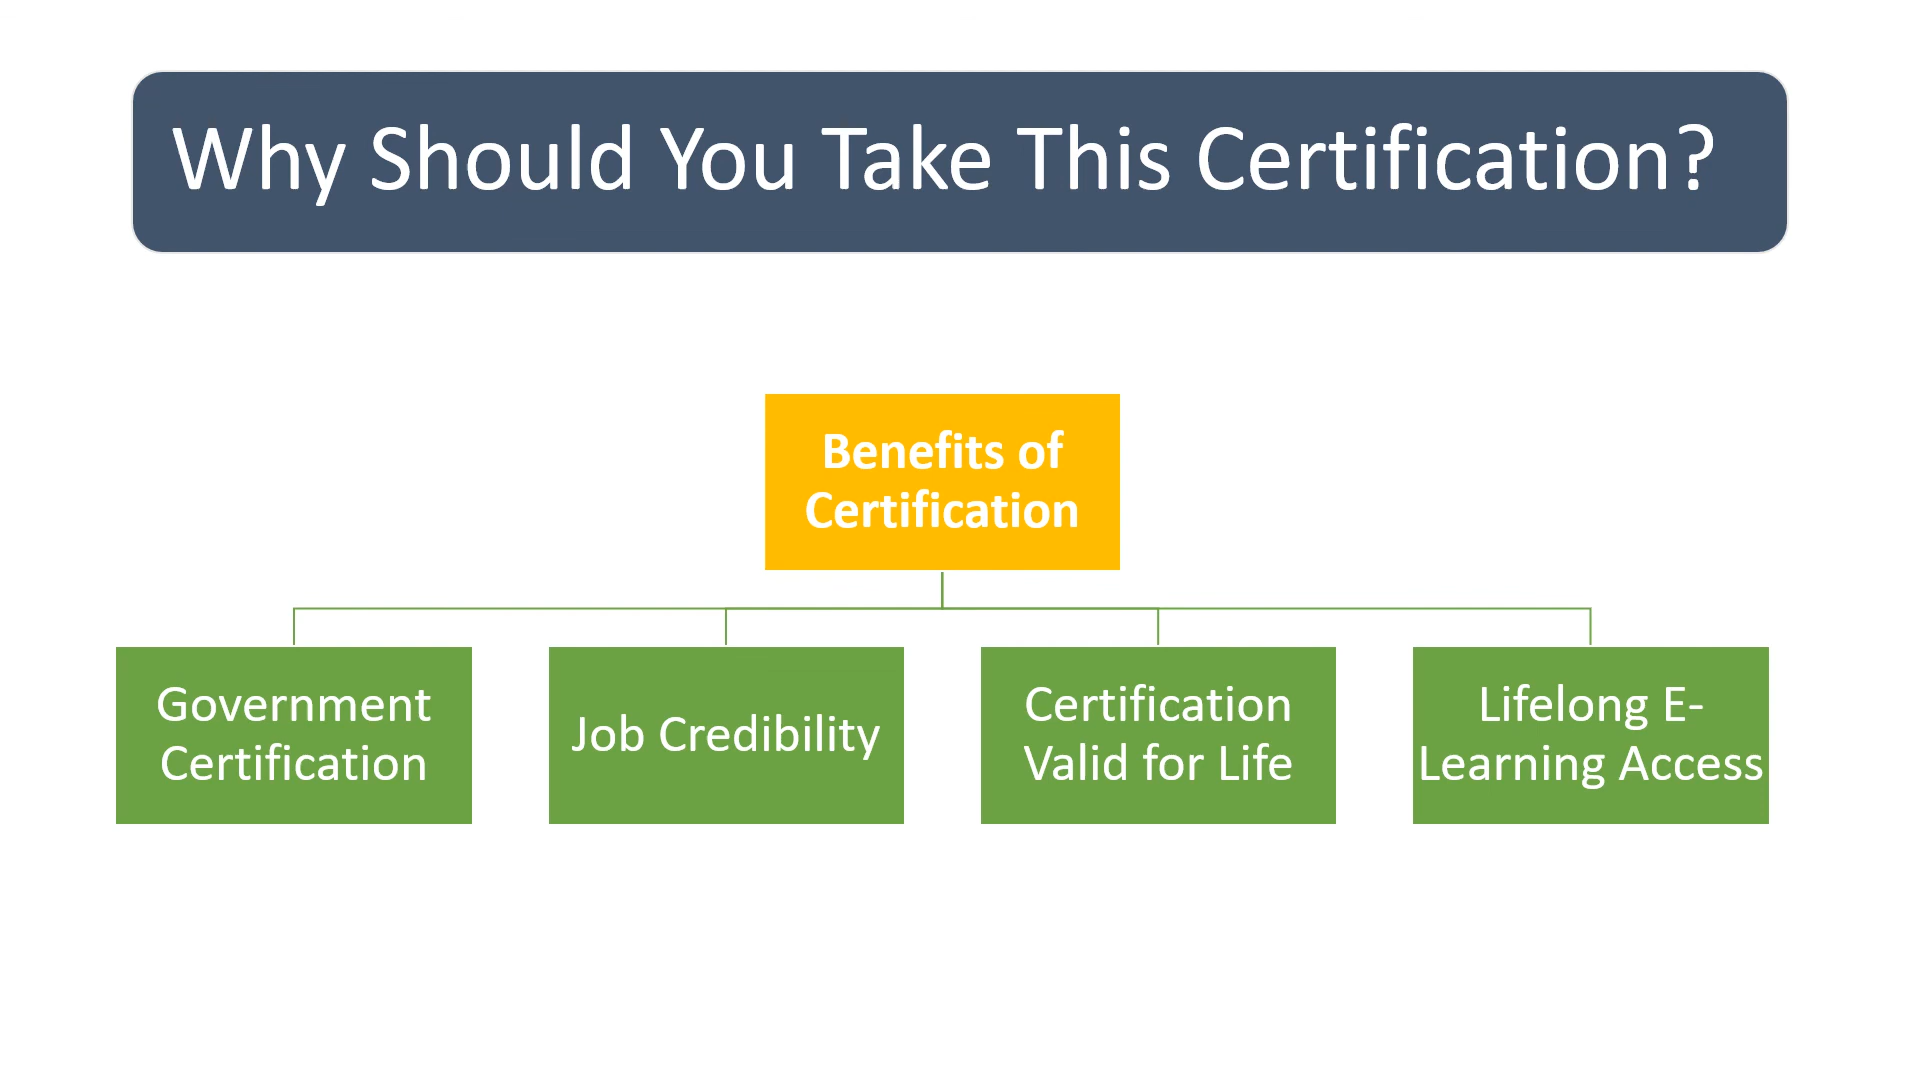 Why Should You Take This Certification?
Benefits of
Certification
Government
Certification
Job Credibility
Certification
Valid for Life
Lifelong E-
Learning Access